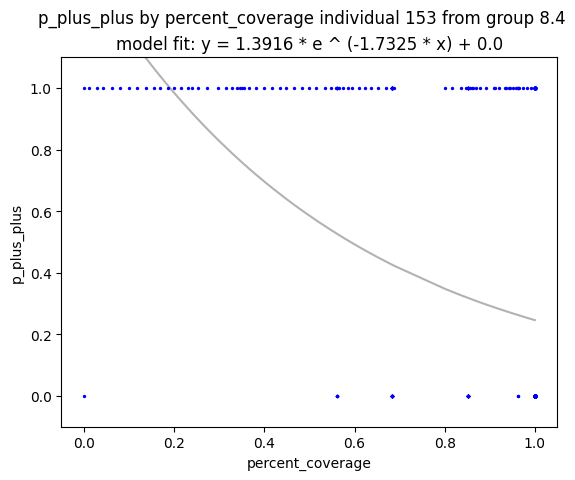 p_plus_plus by percent_coverage individual 153 from group 8.4
model fit: y = 1.3916 * e ^ (-1.7325 * x) + 0.0
1.0
0.8
0.6
0.4
0.2
0.0
p_plus_plus
0.0 0.2 0.4 0.6 0.8 1.0
percent_coverage